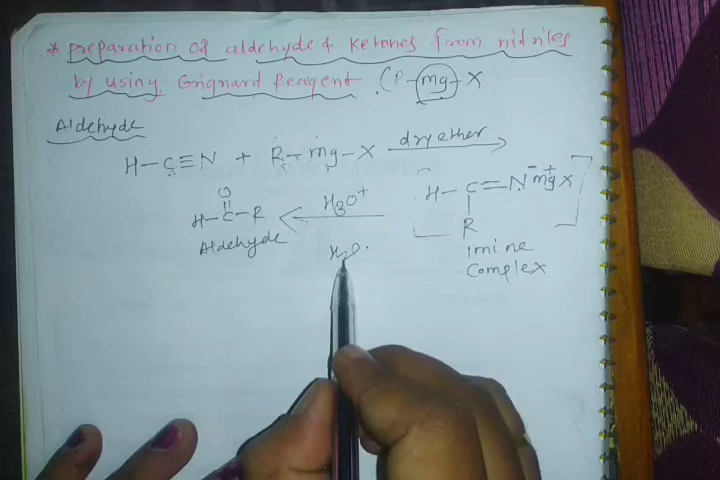 * preparation of aldehyde & Ketones from nitriles
by using Grignard Reagent (R-mg-X
Aldehyde
H-C≡N + R-mg-X dry ether
H-C=N⁻ mg⁺X
R
imine
complex
H₃O⁺
H₂O.
O
H-C-R
Aldehyde